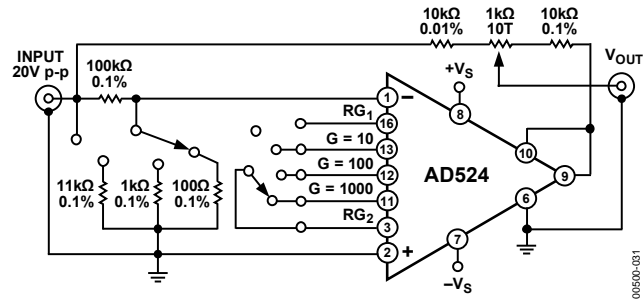 10kΩ
0.01%
1kΩ
10T
10kΩ
0.1%
INPUT
20V p-p
100kΩ
0.1%
VOUT
+VS
1
−
RG1
16
8
G = 10
13
10
G = 100
12
AD524
9
11kΩ
0.1%
1kΩ
0.1%
100Ω
0.1%
G = 1000
11
6
RG2
3
7
2
+
−VS
00500-031